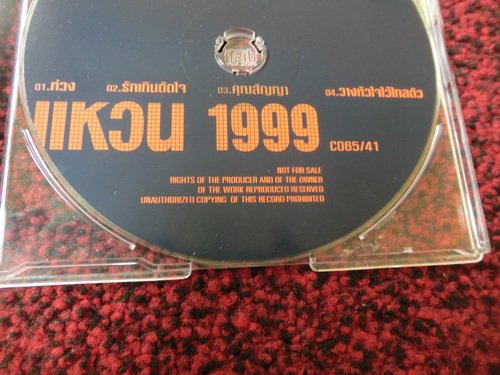 01.ห่วง 02.รักเกินตัดใจ 03.คุณสัญญา 04.วางหัวใจไว้ไกลตัว
แหวน 1999 C065/41
NOT FOR SALE
RIGHTS OF THE PRODUCER AND OF THE OWNER
OF THE WORK REPRODUCED RESERVED
UNAUTHORIZED COPYING OF THIS RECORD PROHIBITED